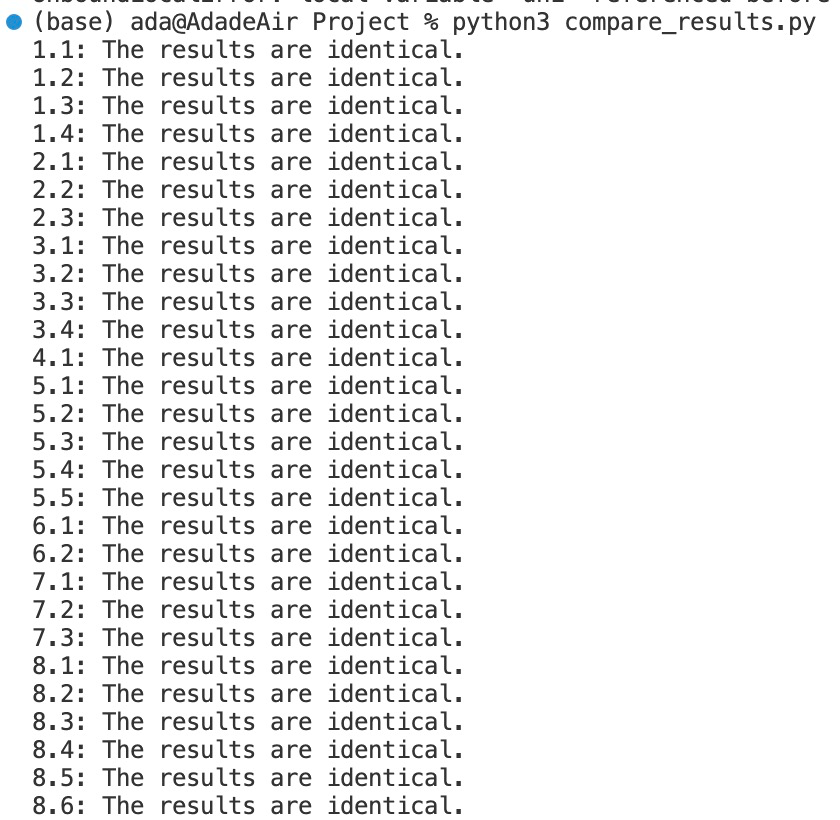 (base) ada@AdadeAir Project % python3 compare_results.py
1.1: The results are identical.
1.2: The results are identical.
1.3: The results are identical.
1.4: The results are identical.
2.1: The results are identical.
2.2: The results are identical.
2.3: The results are identical.
3.1: The results are identical.
3.2: The results are identical.
3.3: The results are identical.
3.4: The results are identical.
4.1: The results are identical.
5.1: The results are identical.
5.2: The results are identical.
5.3: The results are identical.
5.4: The results are identical.
5.5: The results are identical.
6.1: The results are identical.
6.2: The results are identical.
7.1: The results are identical.
7.2: The results are identical.
7.3: The results are identical.
8.1: The results are identical.
8.2: The results are identical.
8.3: The results are identical.
8.4: The results are identical.
8.5: The results are identical.
8.6: The results are identical.